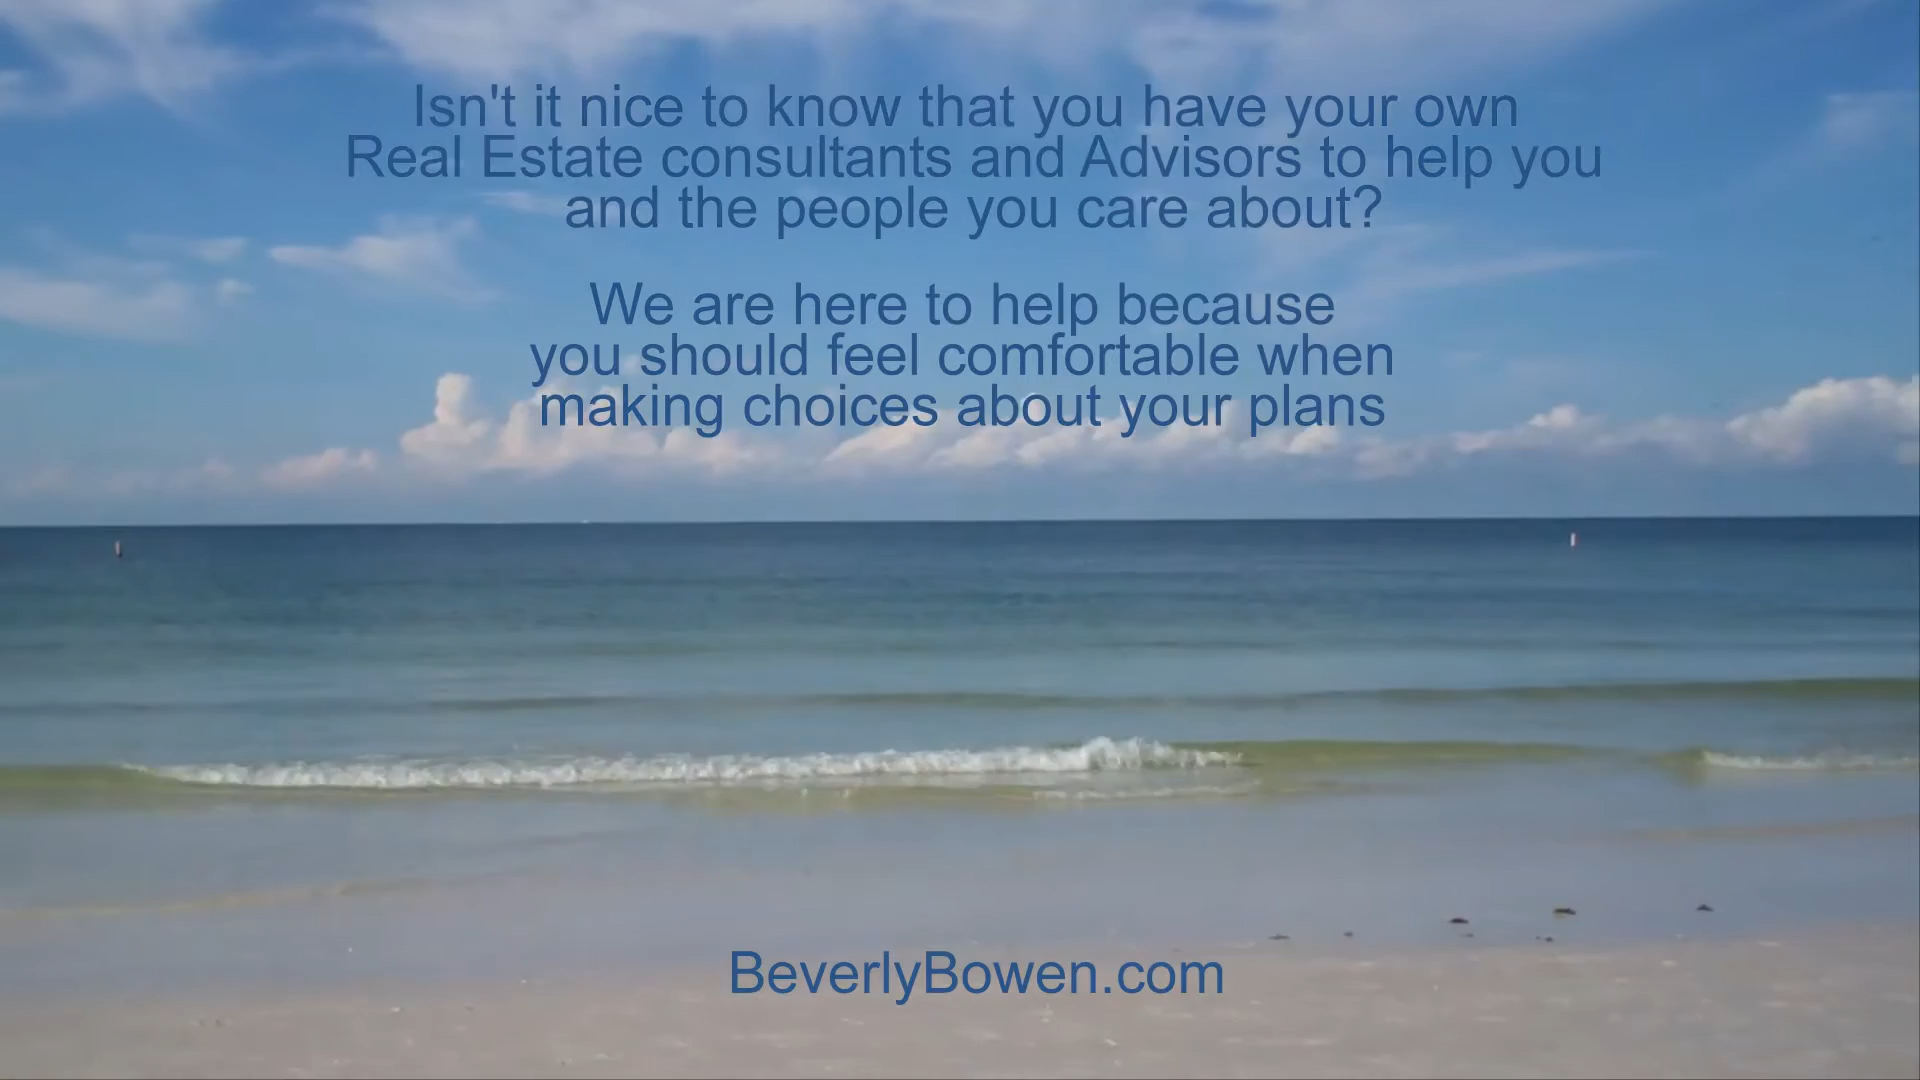 Isn't it nice to know that you have your own
Real Estate consultants and Advisors to help you
and the people you care about?
We are here to help because
you should feel comfortable when
making choices about your plans
BeverlyBowen.com